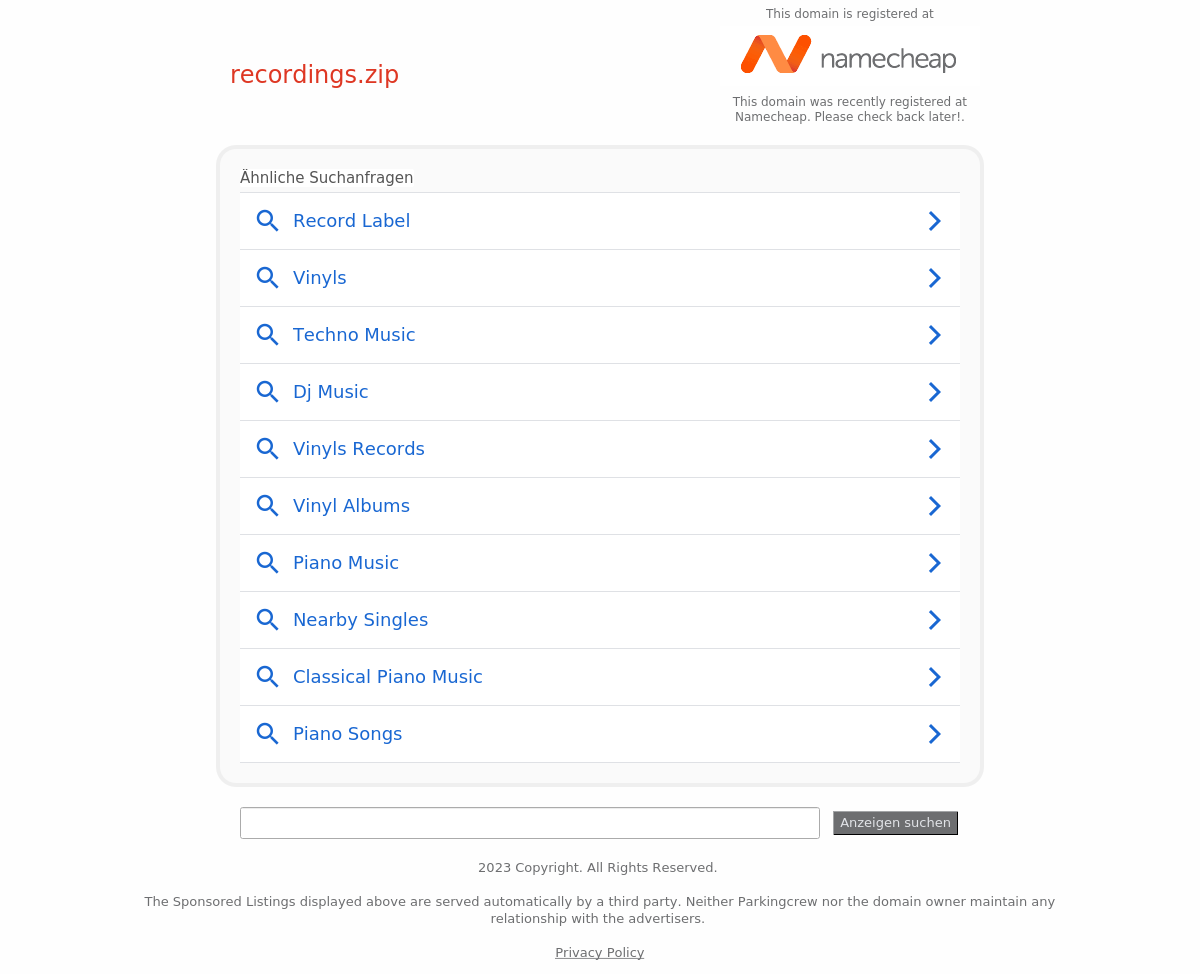 This domain is registered at
namecheap
recordings.zip
This domain was recently registered at
Namecheap. Please check back later!.
Ähnliche Suchanfragen
Record Label
Vinyls
Techno Music
Dj Music
Vinyls Records
Vinyl Albums
Piano Music
Nearby Singles
Classical Piano Music
Piano Songs
Anzeigen suchen
2023 Copyright. All Rights Reserved.
The Sponsored Listings displayed above are served automatically by a third party. Neither Parkingcrew nor the domain owner maintain any
relationship with the advertisers.
Privacy Policy